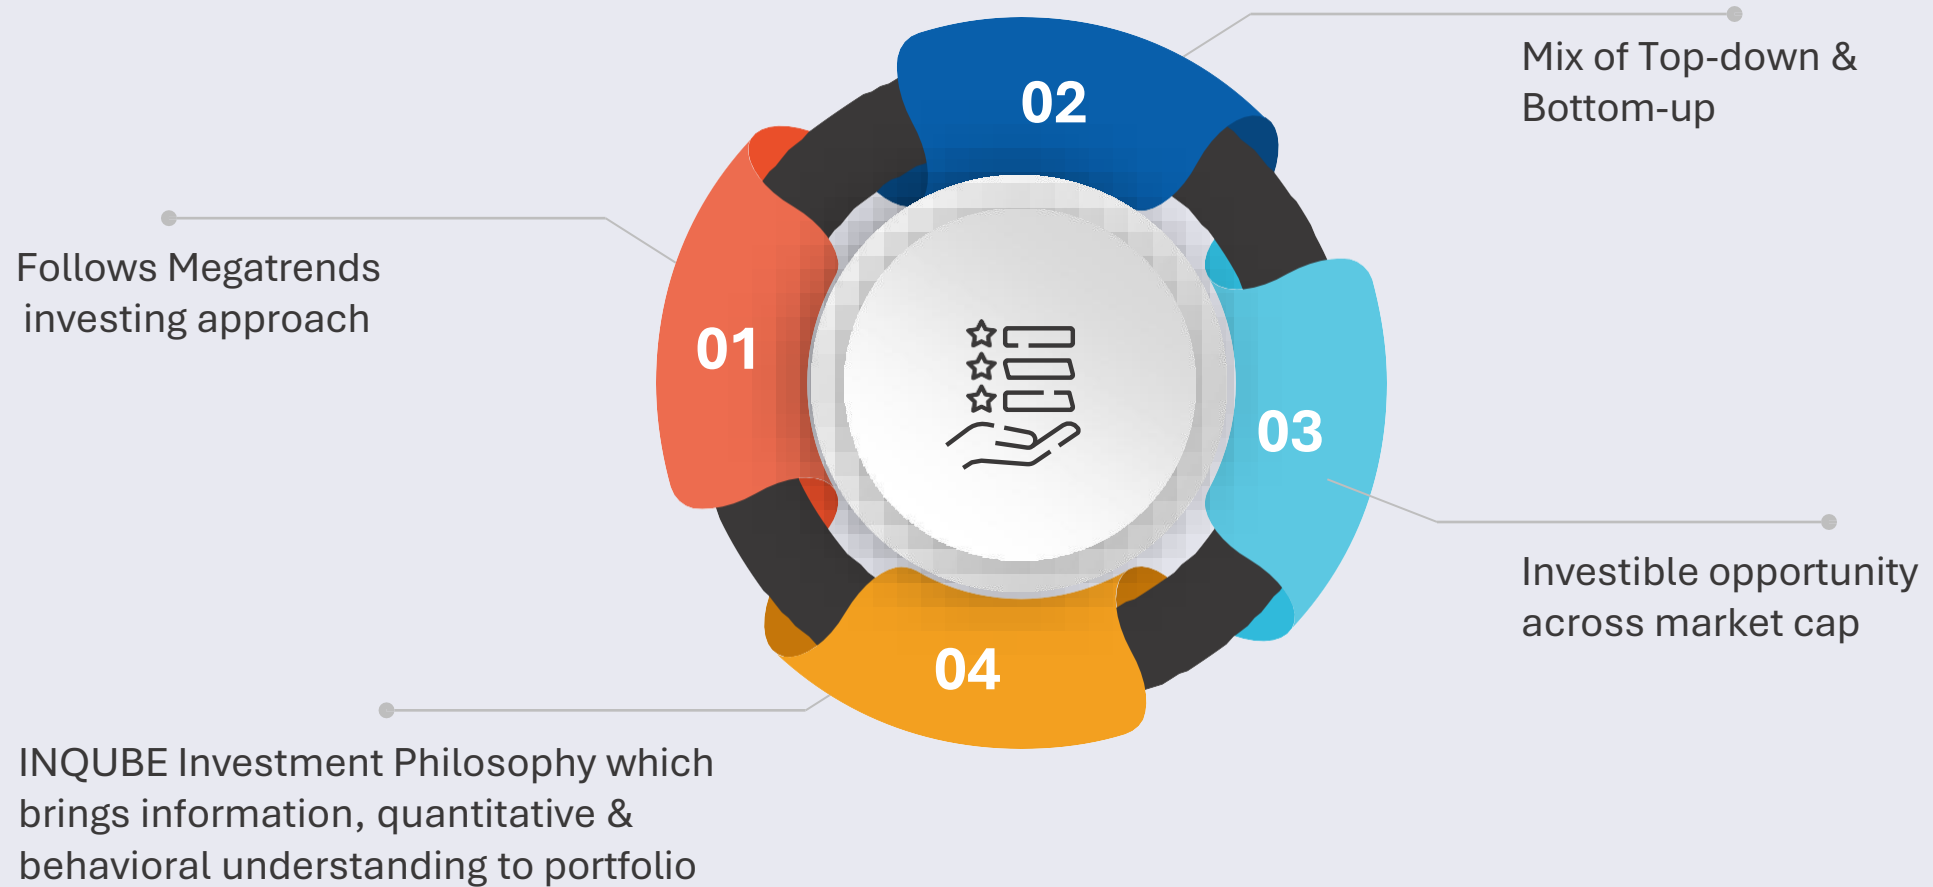 02
Mix of Top-down &
Bottom-up
Follows Megatrends
investing approach
01
03
Investible opportunity
across market cap
04
INQUBE Investment Philosophy which
brings information, quantitative &
behavioral understanding to portfolio